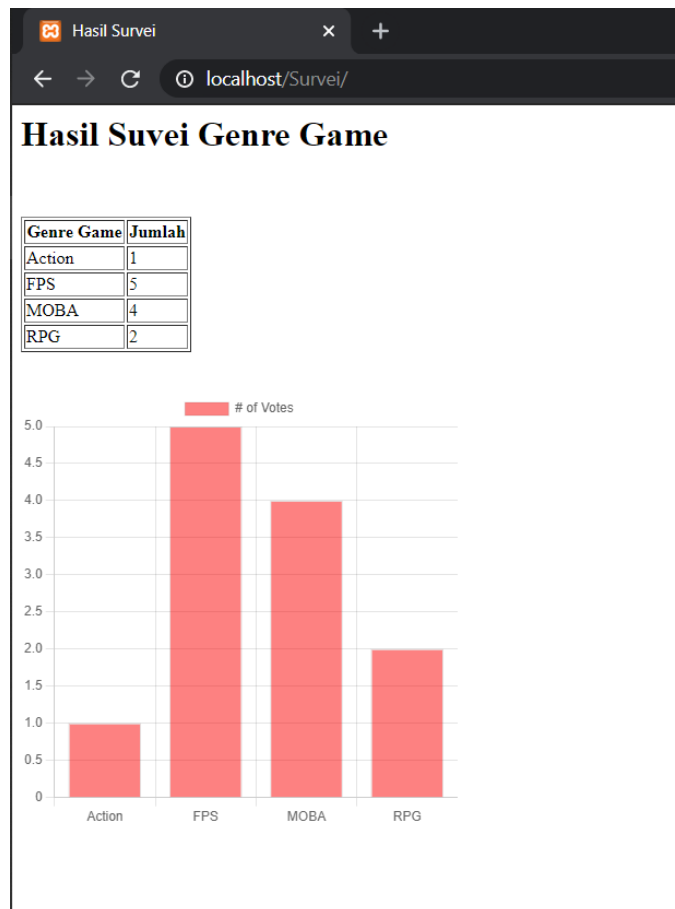 Hasil Survei
localhost/Survei/
Hasil Suvei Genre Game
Genre Game Jumlah
Action 1
FPS 5
MOBA 4
RPG 2
# of Votes
5.0
4.5
4.0
3.5
3.0
2.5
2.0
1.5
1.0
0.5
0
Action FPS MOBA RPG